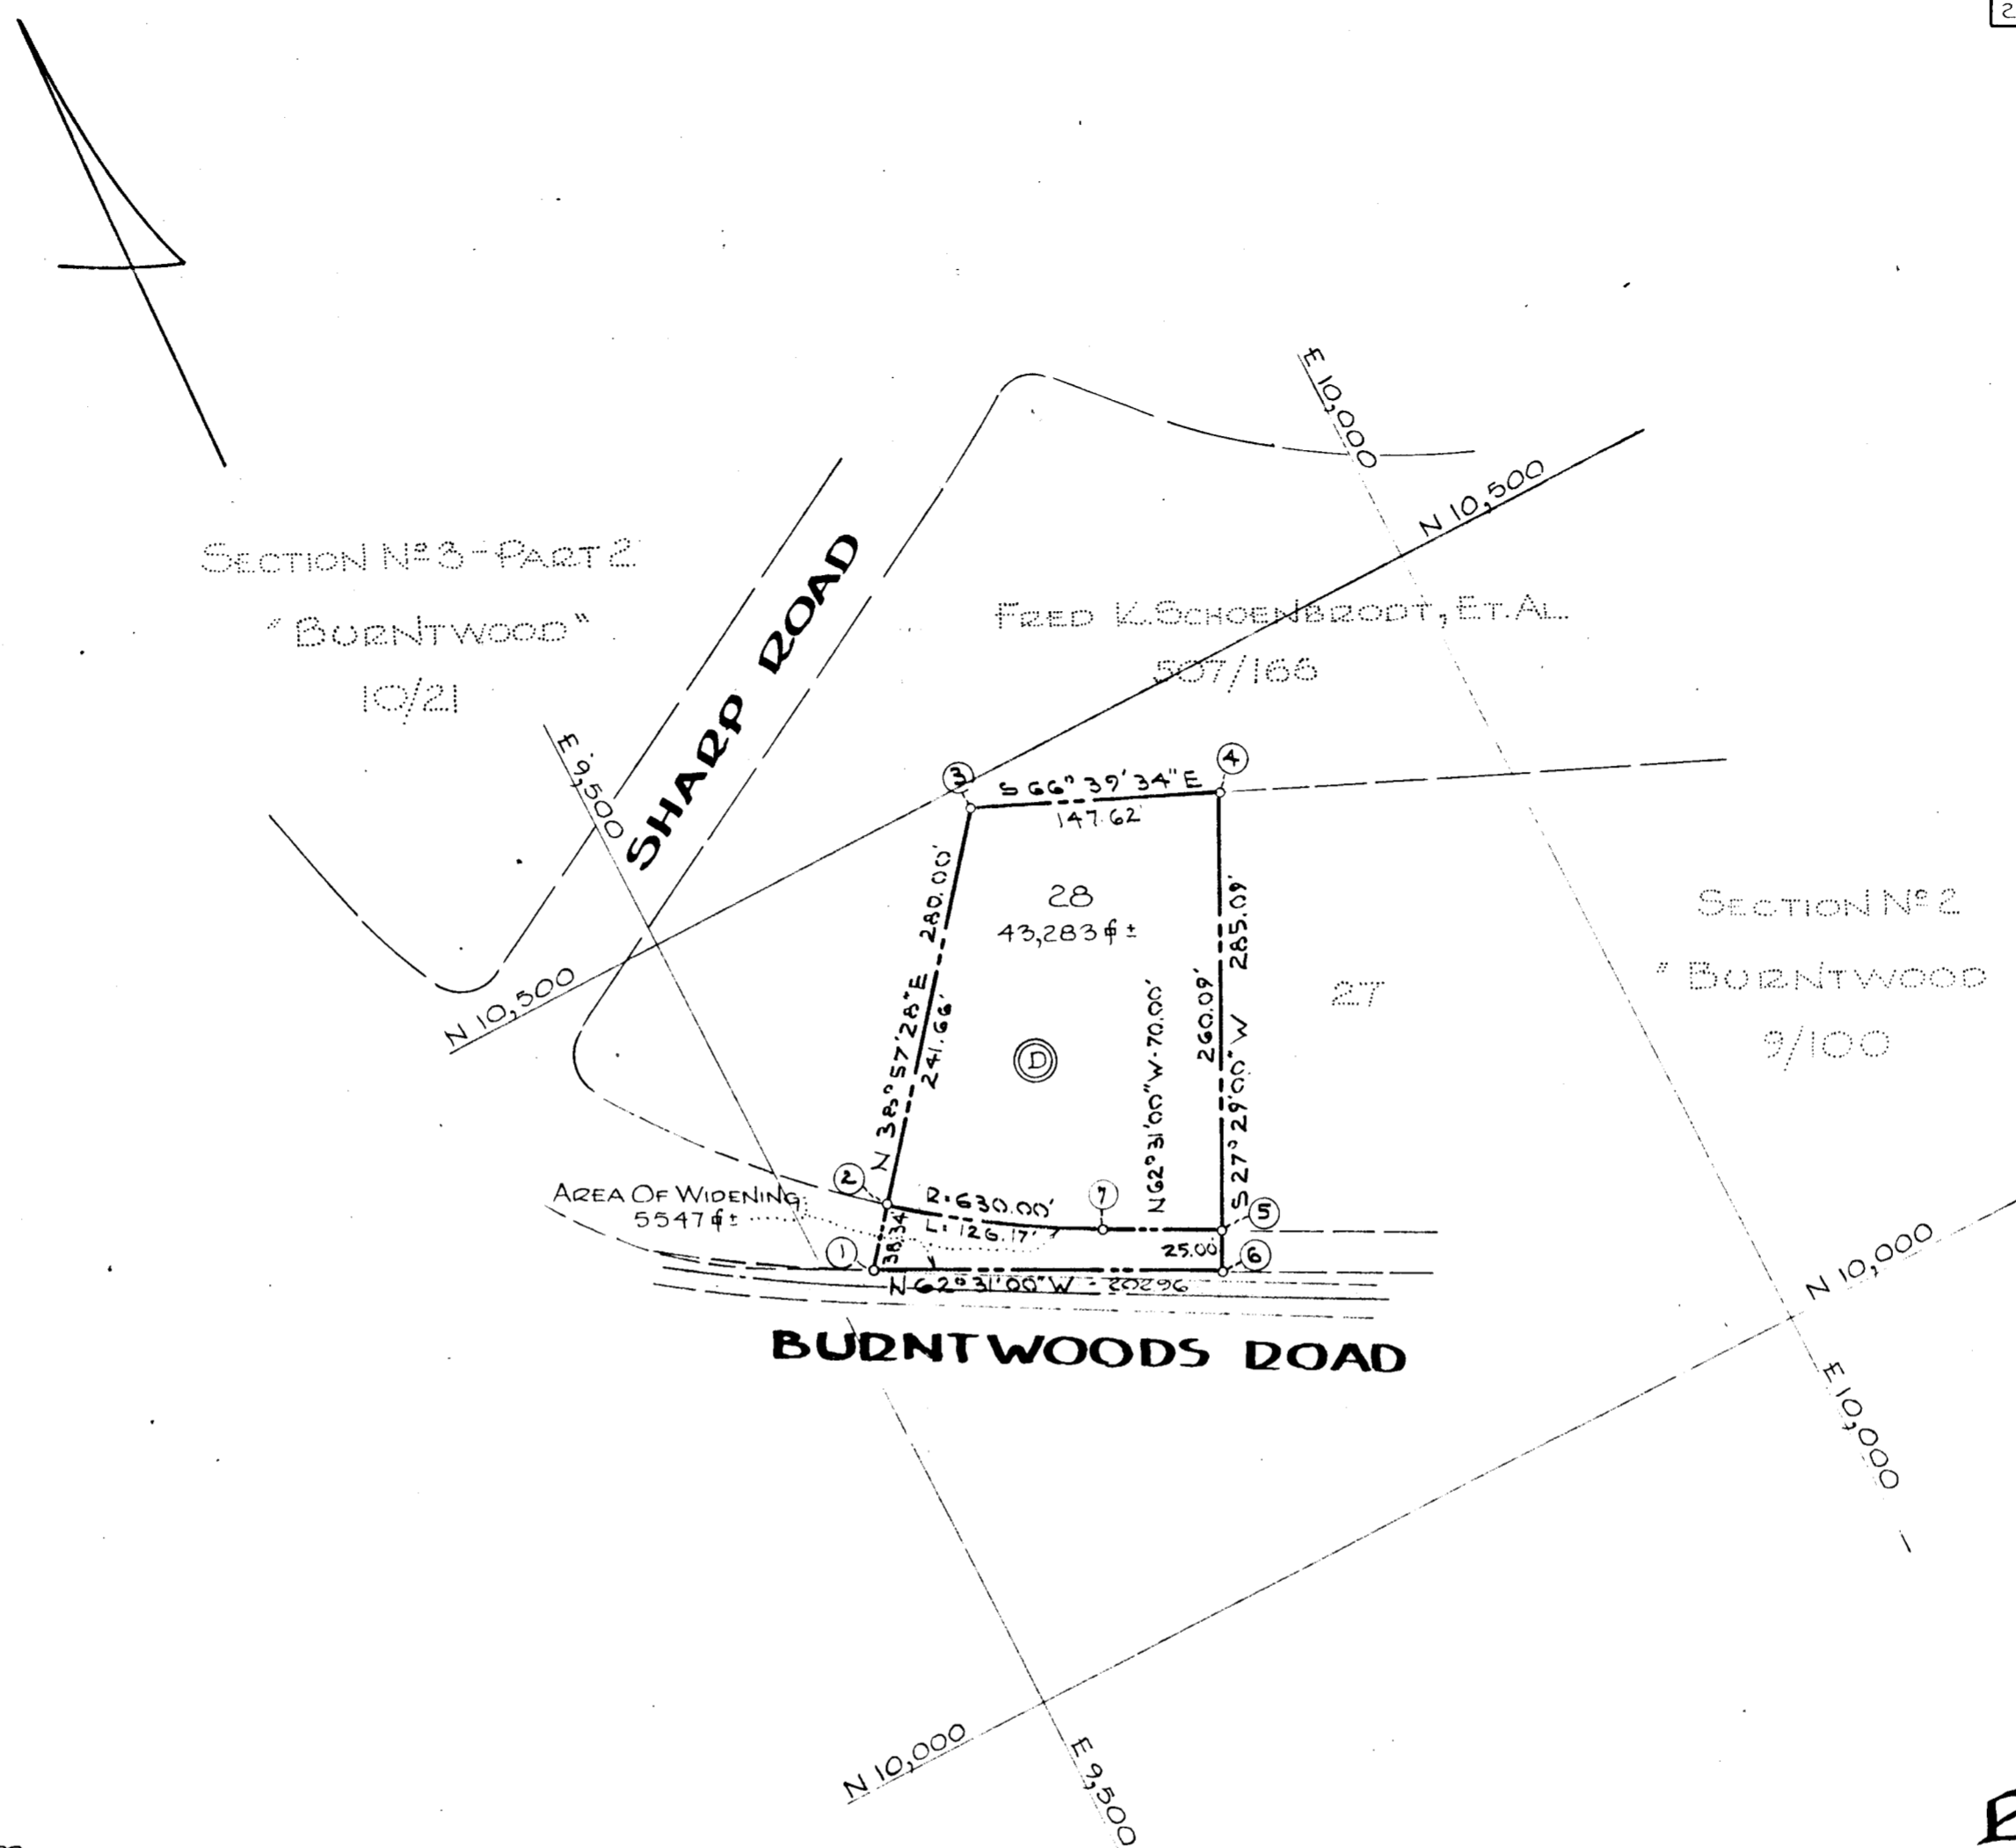 E 10,000
N 10,500
SECTION Nº 3 - PART 2
"BURNTWOOD"
10/21
SHARP ROAD
FRED K. SCHOENBRODT, ET. AL.
507/166
E 9,500
3
S 66° 39' 34" E
147.62'
4
28
43,283 ⏍ ±
N 38° 57' 28" E 280.00'
241.66'
D
N 62° 31' 00" W - 70.00'
260.09'
S 27° 29' 00" W 285.09'
27
SECTION Nº 2
"BURNTWOOD
9/100
N 10,500
2
AREA OF WIDENING:
5547 ⏍ ±
R = 630.00'
L = 126.17'
7
5
38.34'
25.00'
1
6
N 62° 31' 00" W - 202.96
BURNTWOODS ROAD
N 10,000
E 10,000
N 10,000
E 9,500